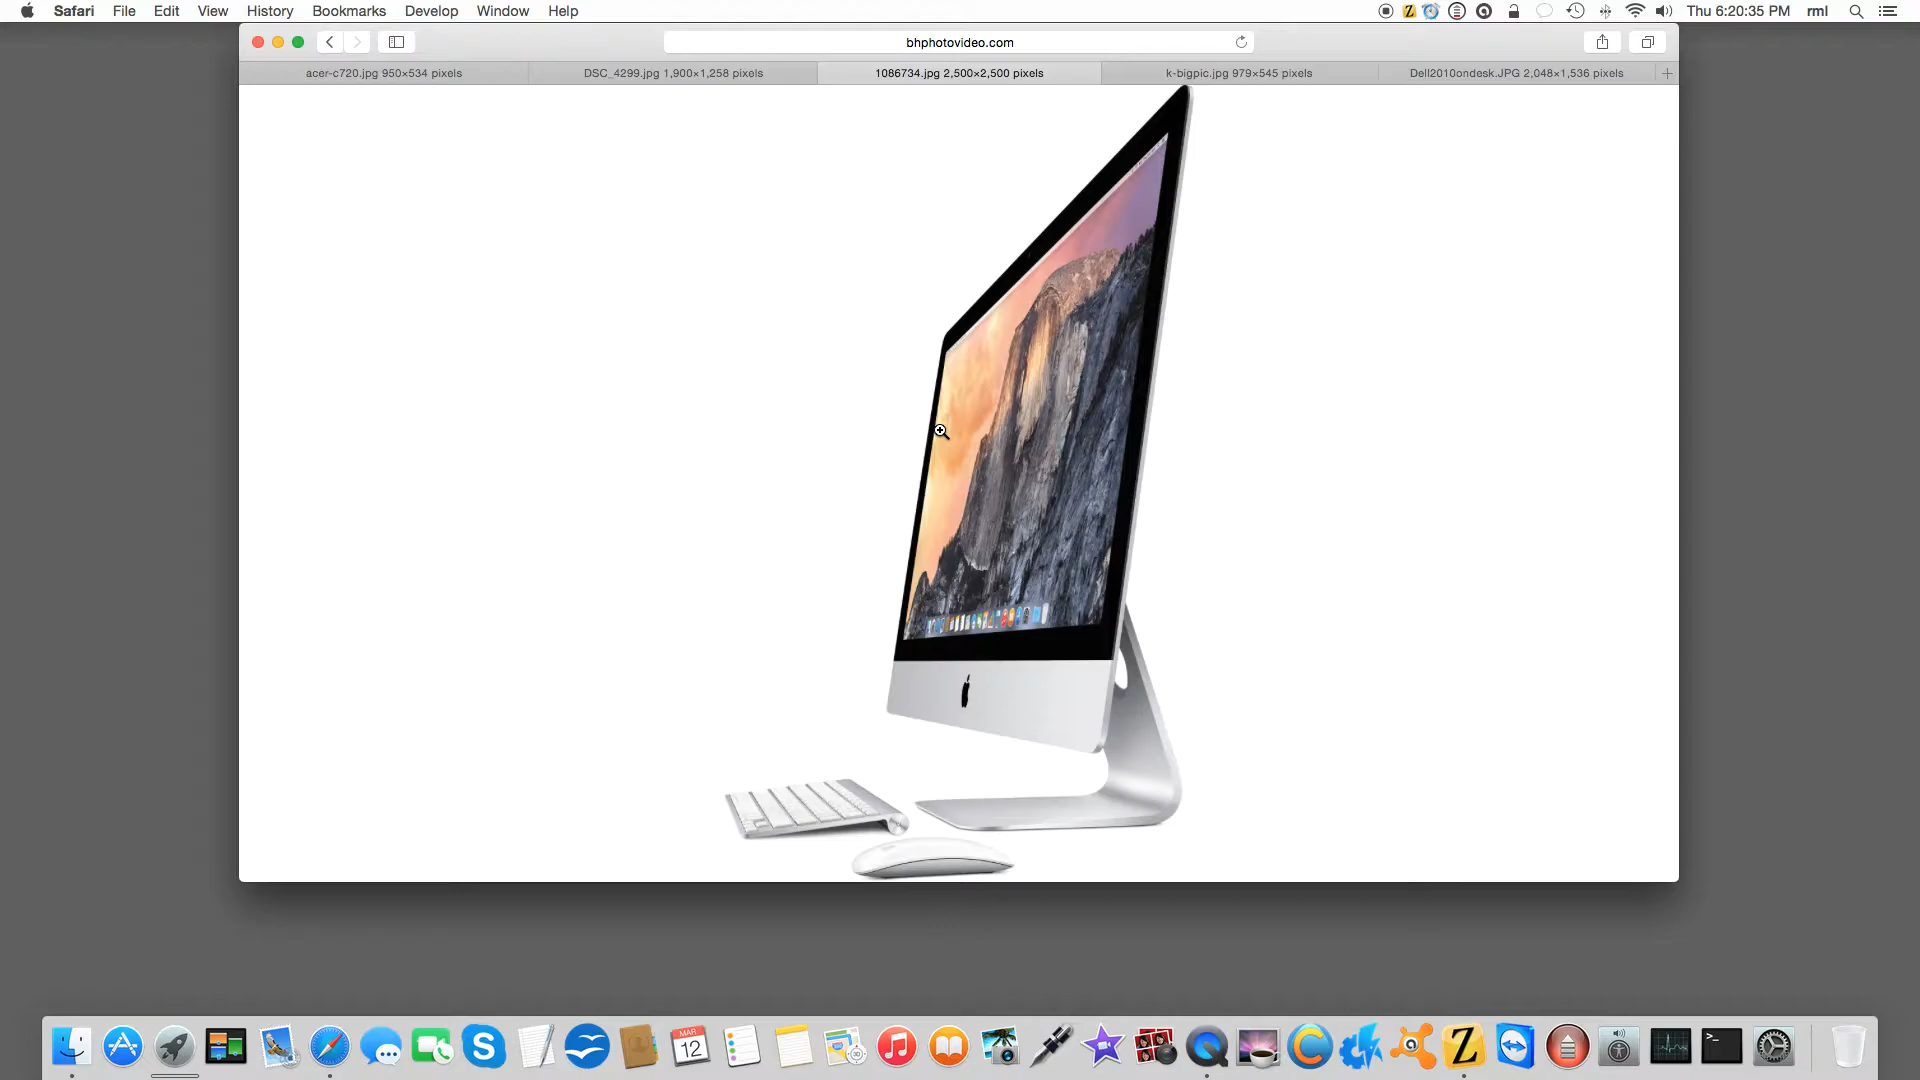 Safari File Edit View History Bookmarks Develop Window Help Thu 6:20:35 PM rml
bhphotovideo.com
acer-c720.jpg 950×534 pixels DSC_4299.jpg 1,900×1,258 pixels 1086734.jpg 2,500×2,500 pixels k-bigpic.jpg 979×545 pixels Dell2010ondesk.JPG 2,048×1,536 pixels
MAR
12